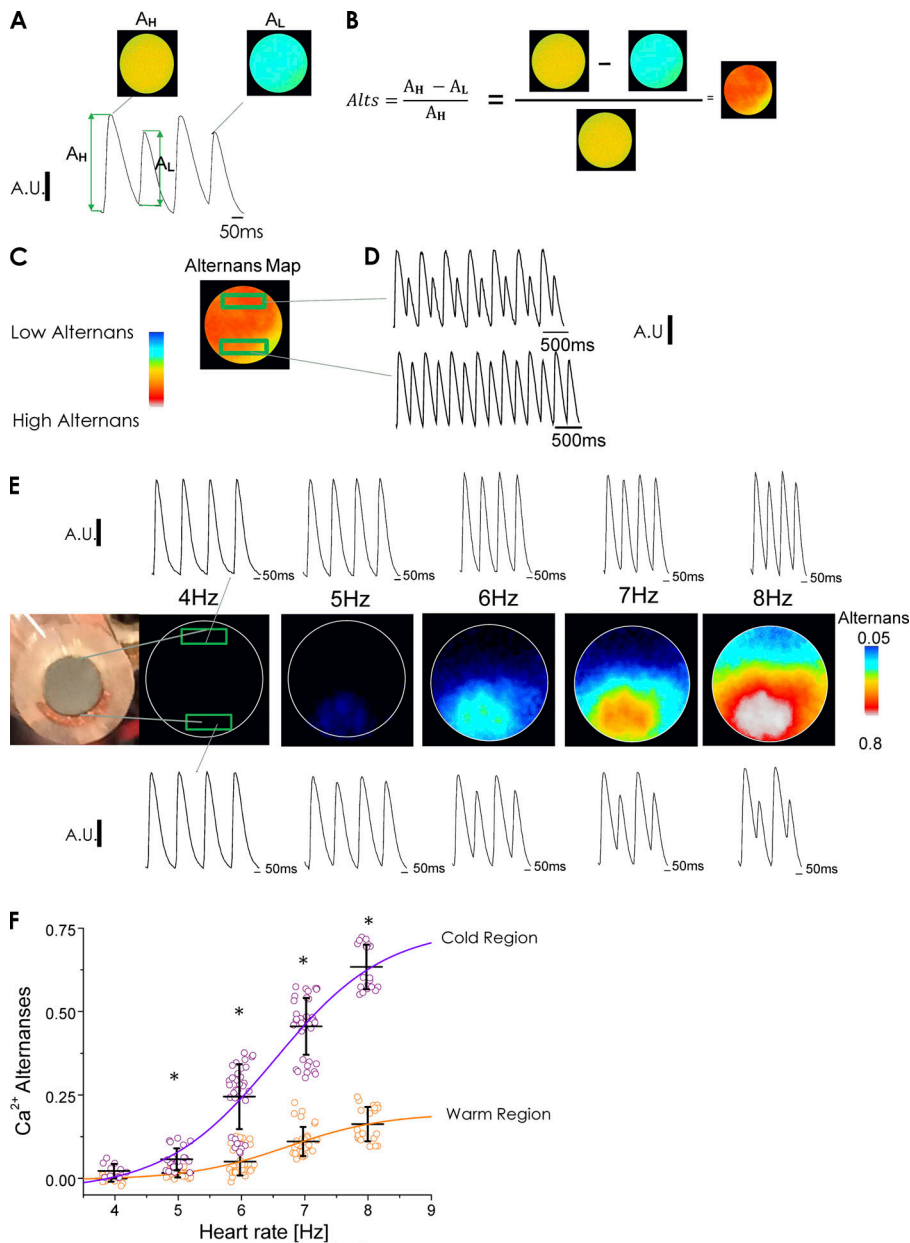 A
A_H
A_L
A_H
A_L
A.U.
50ms
B
Alts = (A_H − A_L) / A_H = − =
C
Alternans Map
Low Alternans
High Alternans
D
500ms
A.U
500ms
E
A.U.
50ms
50ms
50ms
50ms
50ms
4Hz
5Hz
6Hz
7Hz
8Hz
Alternans
0.05
0.8
A.U.
50ms
50ms
50ms
50ms
50ms
F
Ca²⁺ Alternanses
0.75
0.50
0.25
0.00
*
*
*
*
Cold Region
Warm Region
4 5 6 7 8 9
Heart rate [Hz]